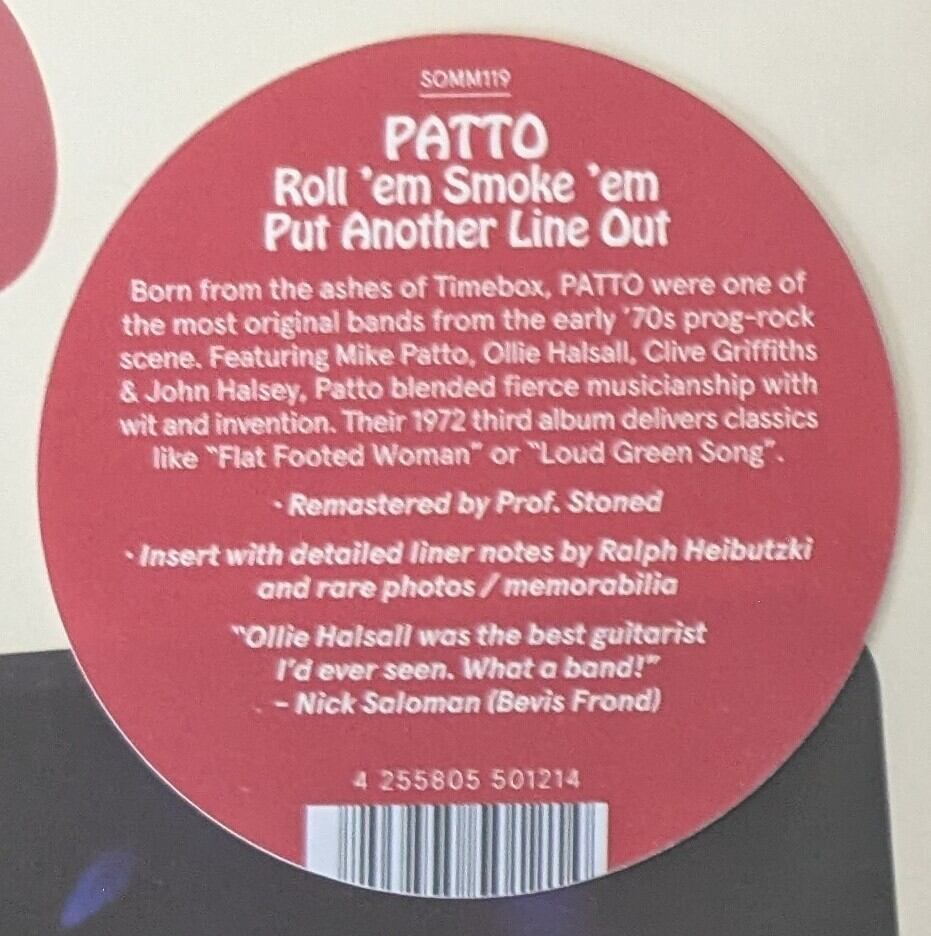 SOMM119
PATTO
Roll 'em Smoke 'em
Put Another Line Out
Born from the ashes of Timebox, PATTO were one of
the most original bands from the early '70s prog-rock
scene. Featuring Mike Patto, Ollie Halsall, Clive Griffiths
& John Halsey, Patto blended fierce musicianship with
wit and invention. Their 1972 third album delivers classics
like "Flat Footed Woman" or "Loud Green Song".
· Remastered by Prof. Stoned
· Insert with detailed liner notes by Ralph Heibutzki
and rare photos / memorabilia
"Ollie Halsall was the best guitarist
I'd ever seen. What a band!"
– Nick Saloman (Bevis Frond)
4 255805 501214